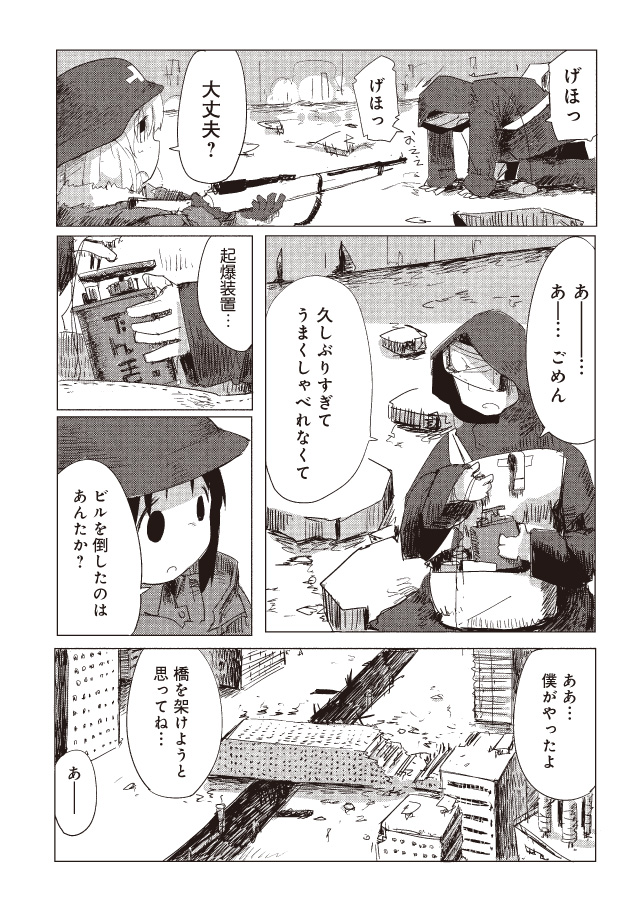 げほっ
げほっ
大丈夫?
あ――…
あ――…ごめん
久しぶりすぎて
うまくしゃべれなくて
起爆装置…
でんき
ビルを倒したのは
あんたか?
ああ…
僕がやったよ
橋を架けようと
思ってね…
あ――